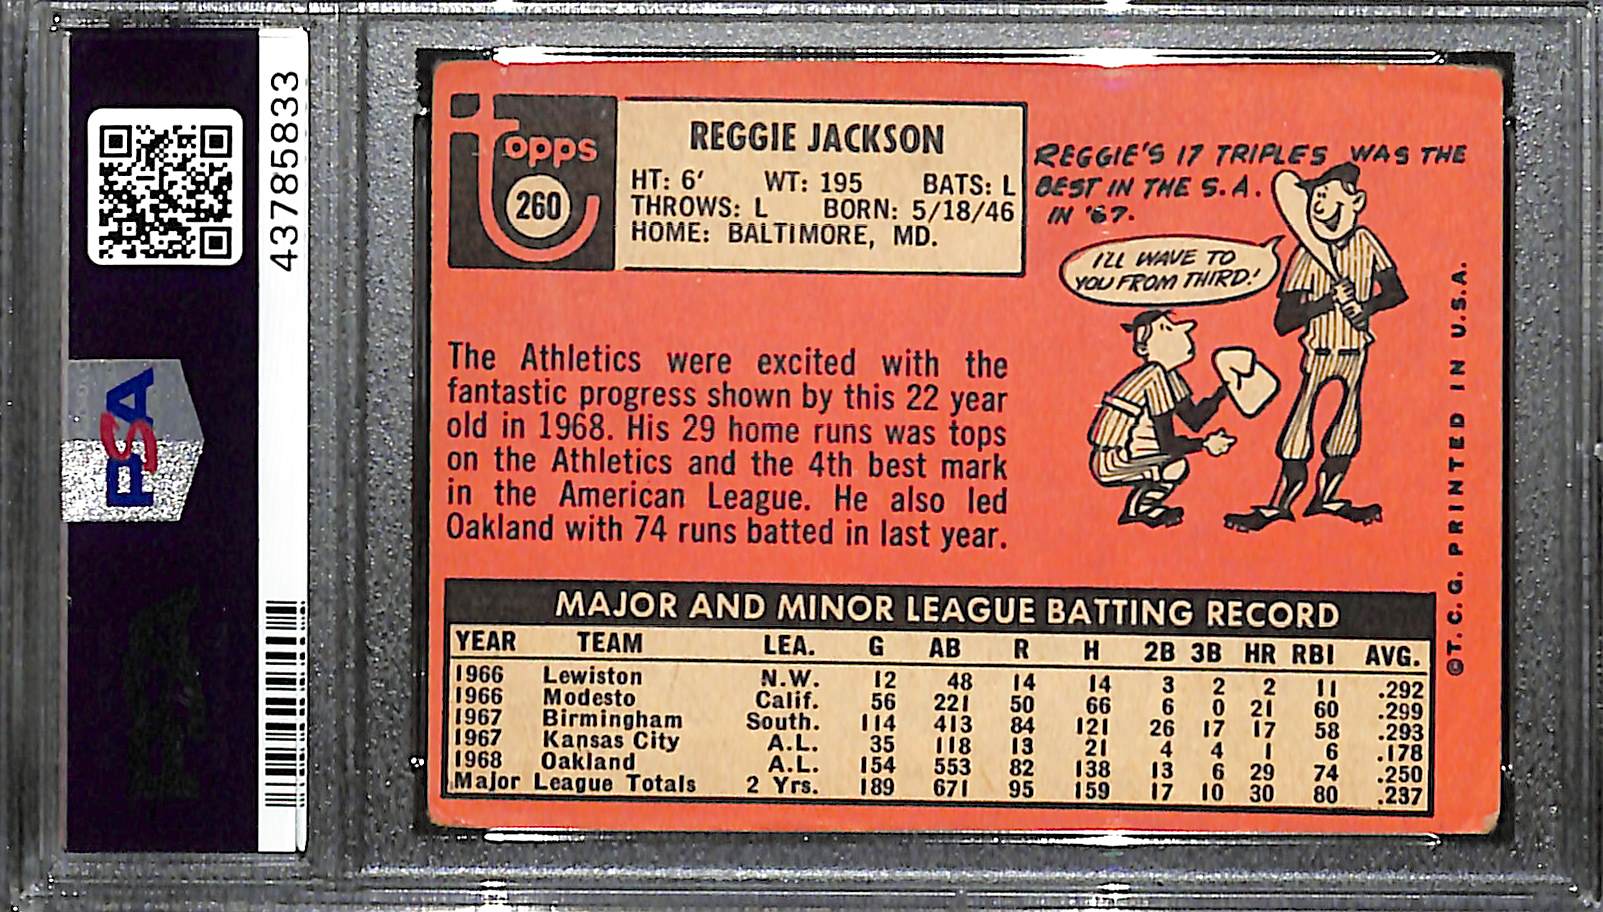 43785833
PSA
Topps
260
REGGIE JACKSON
HT: 6' WT: 195 BATS: L
THROWS: L BORN: 5/18/46
HOME: BALTIMORE, MD.
REGGIE'S 17 TRIPLES WAS THE
BEST IN THE S.A.
IN '67.
I'LL WAVE TO
YOU FROM THIRD!
The Athletics were excited with the
fantastic progress shown by this 22 year
old in 1968. His 29 home runs was tops
on the Athletics and the 4th best mark
in the American League. He also led
Oakland with 74 runs batted in last year.
MAJOR AND MINOR LEAGUE BATTING RECORD
YEAR TEAM LEA. G AB R H 2B 3B HR RBI AVG.
1966 Lewiston N.W. 12 48 14 14 3 2 2 11 .292
1966 Modesto Calif. 56 221 50 66 6 0 21 60 .299
1967 Birmingham South. 114 413 84 121 26 17 17 58 .293
1967 Kansas City A.L. 35 118 13 21 4 4 1 6 .178
1968 Oakland A.L. 154 553 82 138 13 6 29 74 .250
Major League Totals 2 Yrs. 189 671 95 159 17 10 30 80 .237
©T.C.G. PRINTED IN U.S.A.